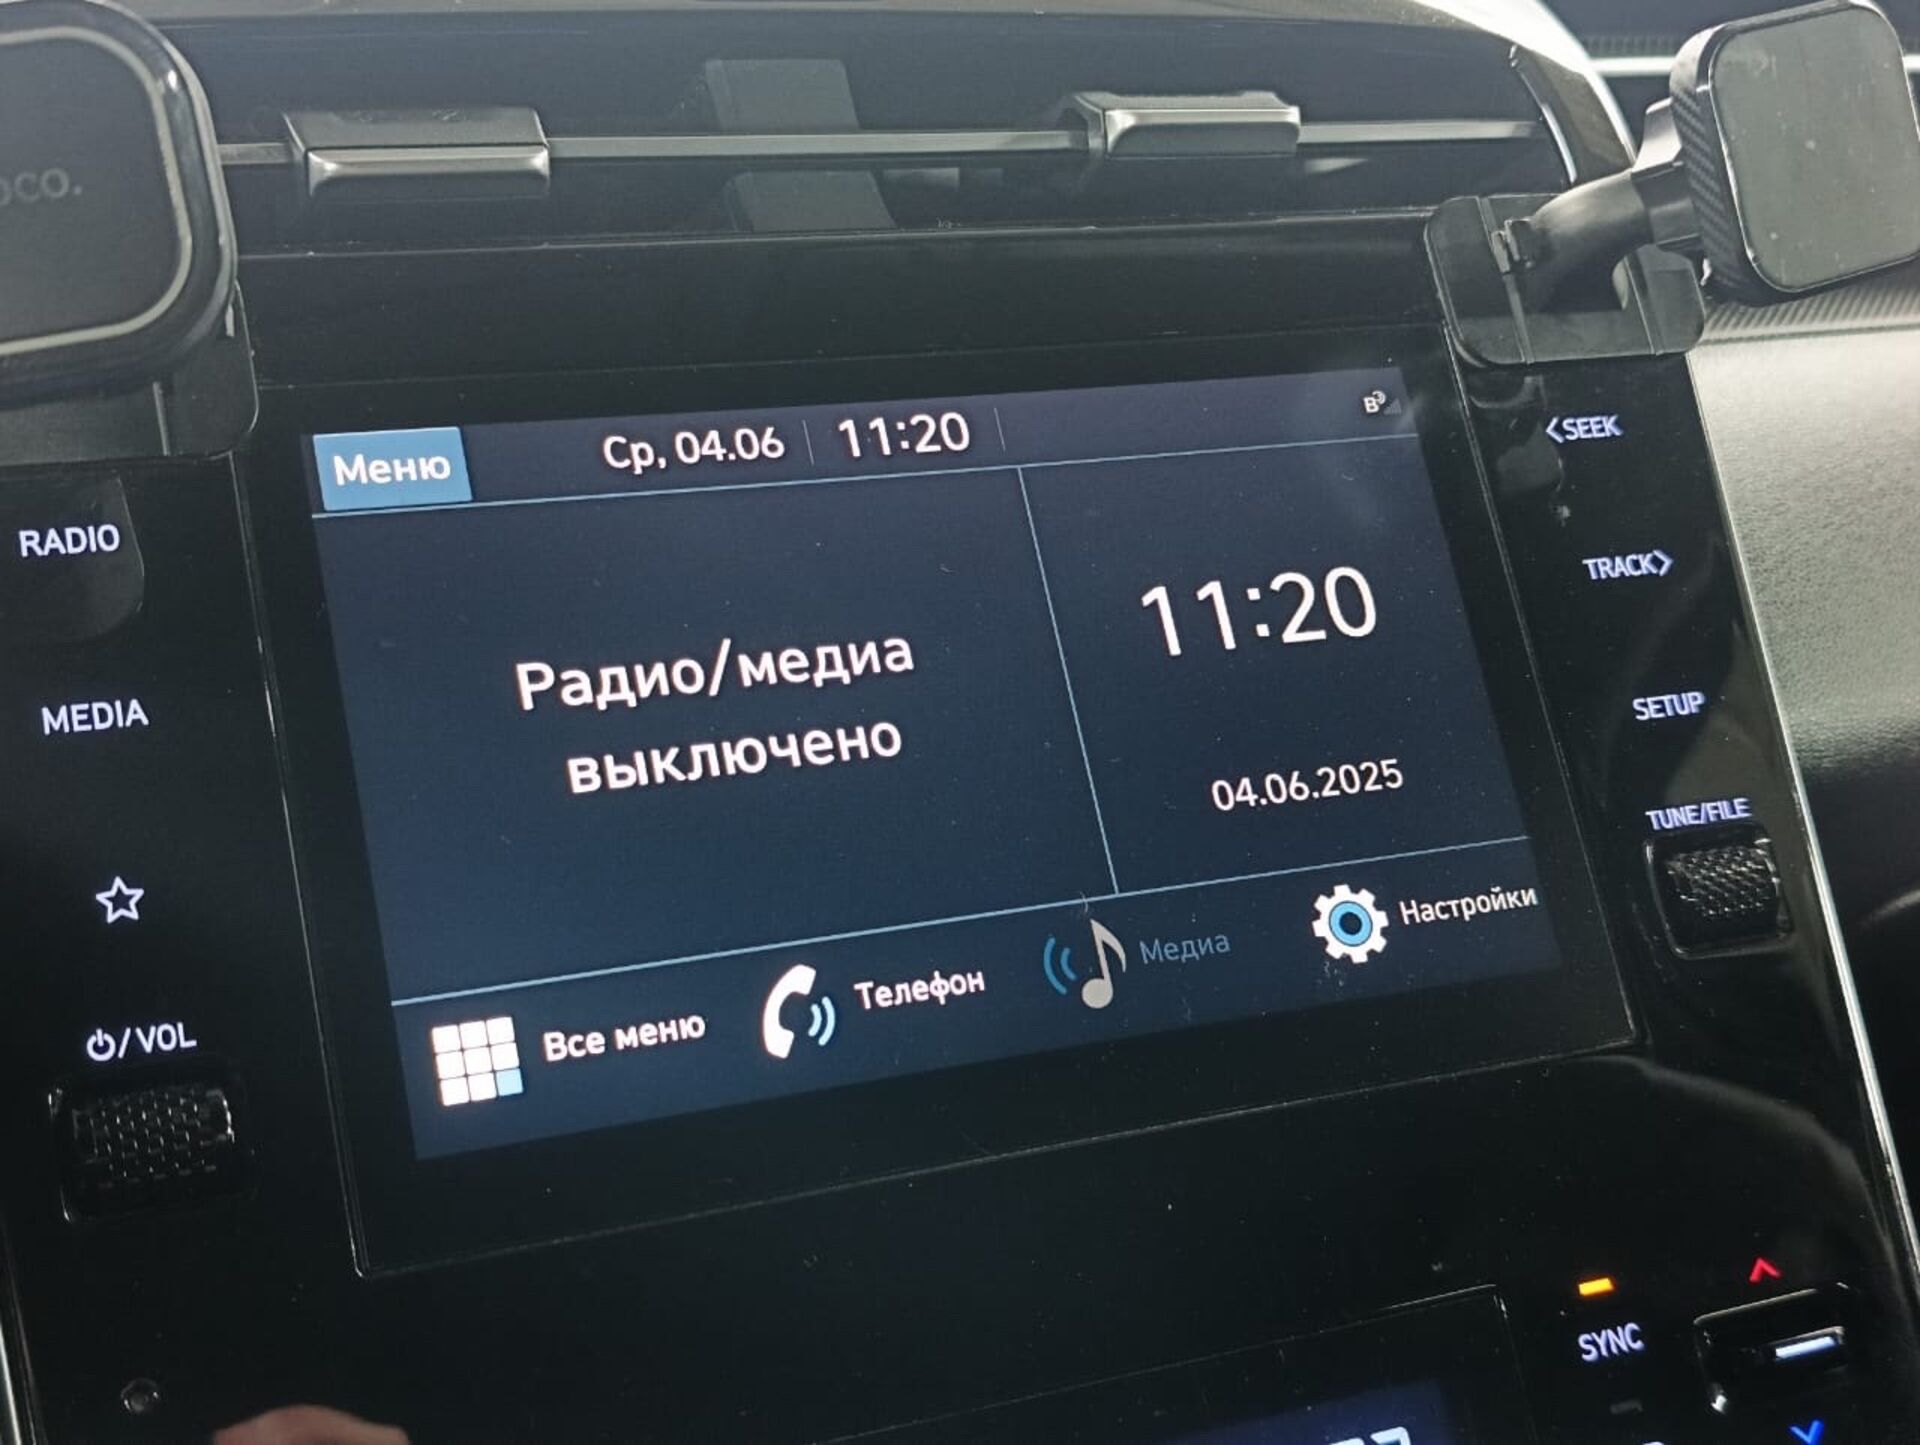 oco.
Меню
Ср, 04.06
11:20
B
<SEEK
RADIO
TRACK>
MEDIA
Радио/медиа
выключено
11:20
04.06.2025
SETUP
TUNE/FILE
/VOL
Все меню
Телефон
Медиа
Настройки
SYNC